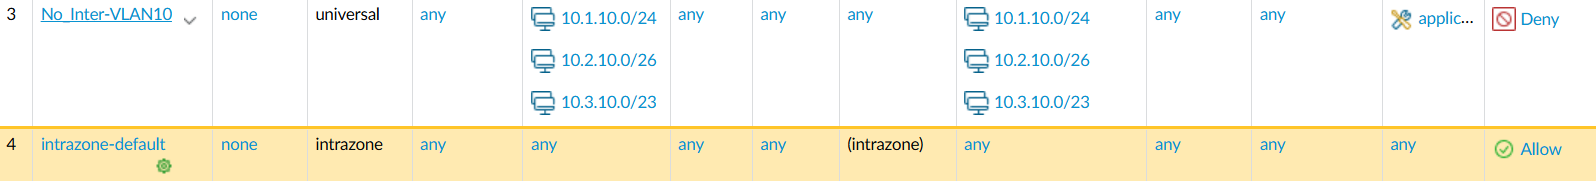 3 No_Inter-VLAN10 none universal any 10.1.10.0/24 any any any 10.1.10.0/24 any any applic... Deny
10.2.10.0/26 10.2.10.0/26
10.3.10.0/23 10.3.10.0/23
4 intrazone-default none intrazone any any any any (intrazone) any any any any Allow